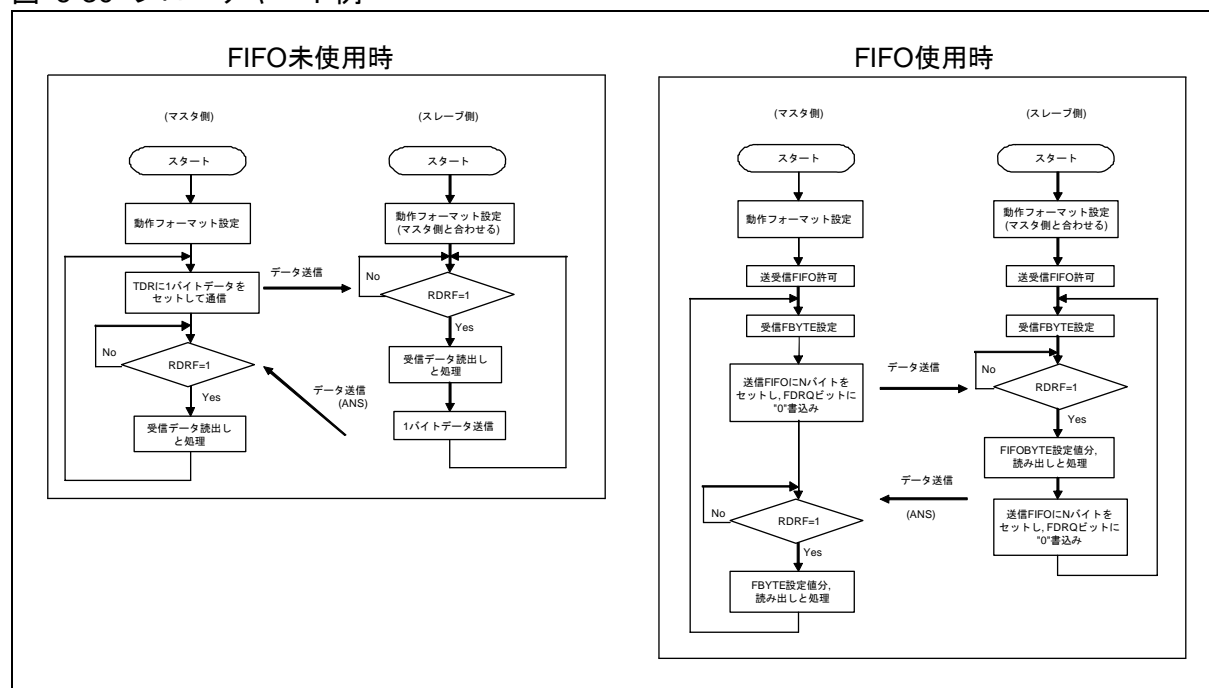 FIFO未使用時
(マスタ側)
スタート
動作フォーマット設定
TDRに1バイトデータを
セットして通信
No
RDRF=1
Yes
受信データ読出し
と処理
データ送信
データ送信
(ANS)
(スレーブ側)
スタート
動作フォーマット設定
(マスタ側と合わせる)
No
RDRF=1
Yes
受信データ読出し
と処理
1バイトデータ送信
FIFO使用時
(マスタ側)
スタート
動作フォーマット設定
送受信FIFO許可
受信FBYTE設定
送信FIFOにNバイトを
セットし, FDRQビットに
"0"書込み
No
RDRF=1
Yes
FBYTE設定値分,
読み出しと処理
データ送信
データ送信
(ANS)
(スレーブ側)
スタート
動作フォーマット設定
(マスタ側と合わせる)
送受信FIFO許可
受信FBYTE設定
No
RDRF=1
Yes
FIFOBYTE設定値分,
読み出しと処理
送信FIFOにNバイトを
セットし, FDRQビットに
"0"書込み